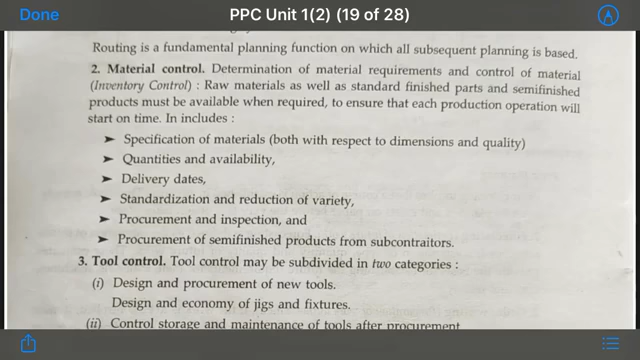 Done
PPC Unit 1(2) (19 of 28)
Routing is a fundamental planning function on which all subsequent planning is based.
2. Material control. Determination of material requirements and control of material
(Inventory Control) : Raw materials as well as standard finished parts and semifinished
products must be available when required, to ensure that each production operation will
start on time. In includes :
➤ Specification of materials (both with respect to dimensions and quality)
➤ Quantities and availability,
➤ Delivery dates,
➤ Standardization and reduction of variety,
➤ Procurement and inspection, and
➤ Procurement of semifinished products from subcontraitors.
3. Tool control. Tool control may be subdivided in two categories :
(i) Design and procurement of new tools.
Design and economy of jigs and fixtures.
(ii) Control storage and maintenance of tools after procurement